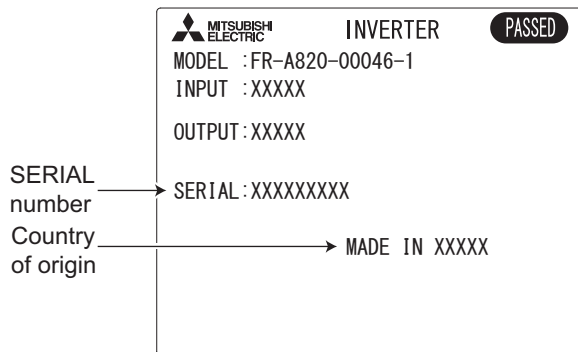 MITSUBISHI
ELECTRIC
INVERTER
PASSED
MODEL :FR-A820-00046-1
INPUT :XXXXX
OUTPUT:XXXXX
SERIAL
number
SERIAL:XXXXXXXXX
Country
of origin
MADE IN XXXXX